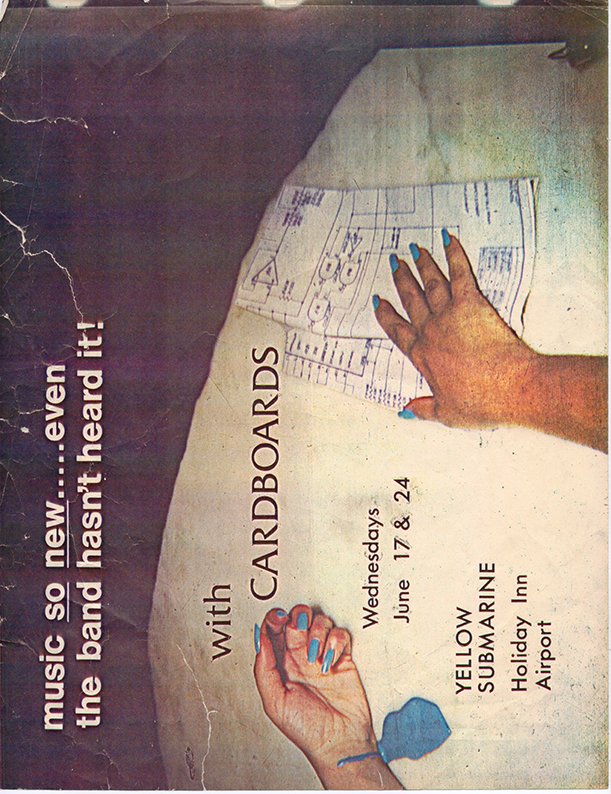 music so new.....even
the band hasn't heard it!
with
CARDBOARDS
Wednesdays
June 17 & 24
YELLOW
SUBMARINE
Holiday Inn
Airport